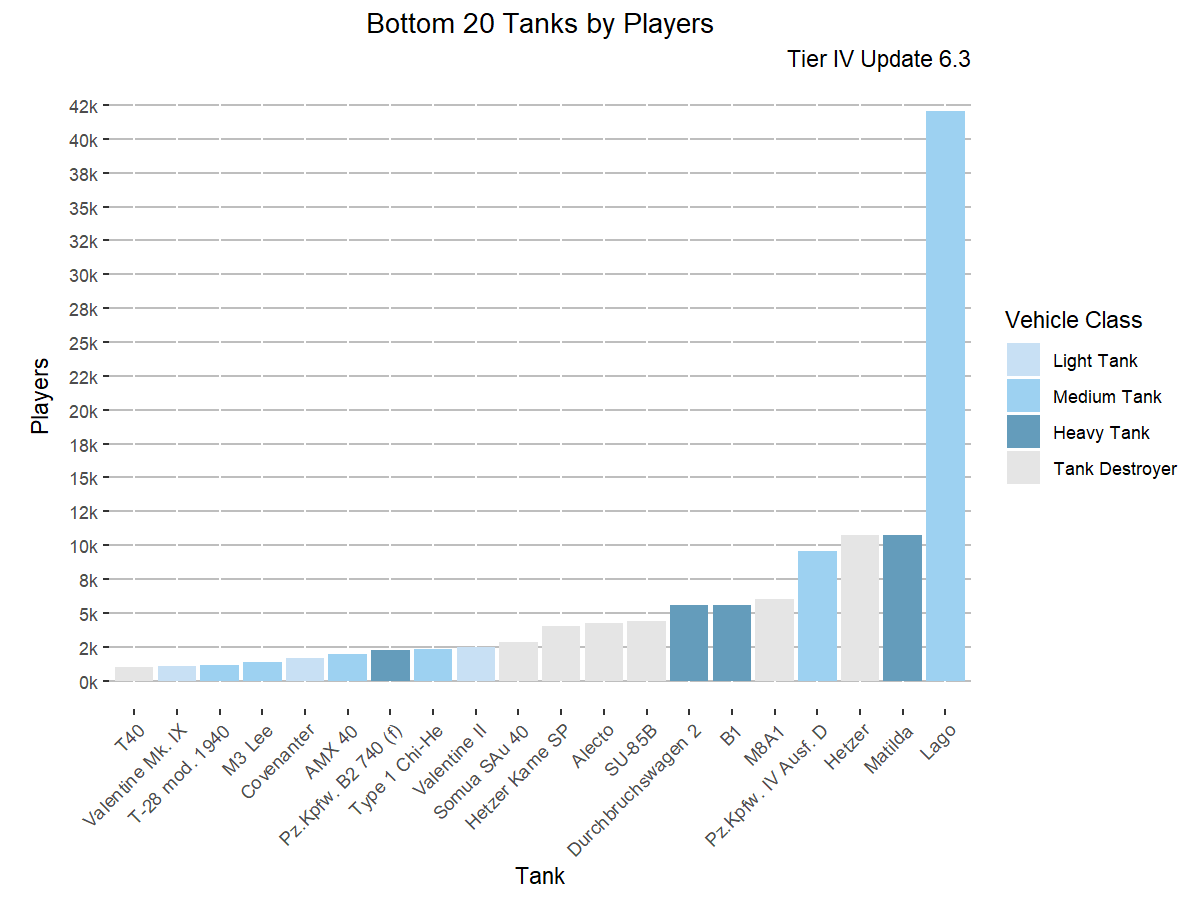 Bottom 20 Tanks by Players
Tier IV Update 6.3
42k
40k
38k
35k
32k
30k
28k
25k
22k
20k
18k
15k
12k
10k
8k
5k
2k
0k
Players
T40
Valentine Mk. IX
T-28 mod. 1940
M3 Lee
Covenanter
AMX 40
Pz.Kpfw. B2 740 (f)
Type 1 Chi-He
Valentine II
Somua SAu 40
Hetzer Kame SP
Alecto
SU-85B
Durchbruchswagen 2
B1
M8A1
Pz.Kpfw. IV Ausf. D
Hetzer
Matilda
Lago
Tank
Vehicle Class
Light Tank
Medium Tank
Heavy Tank
Tank Destroyer